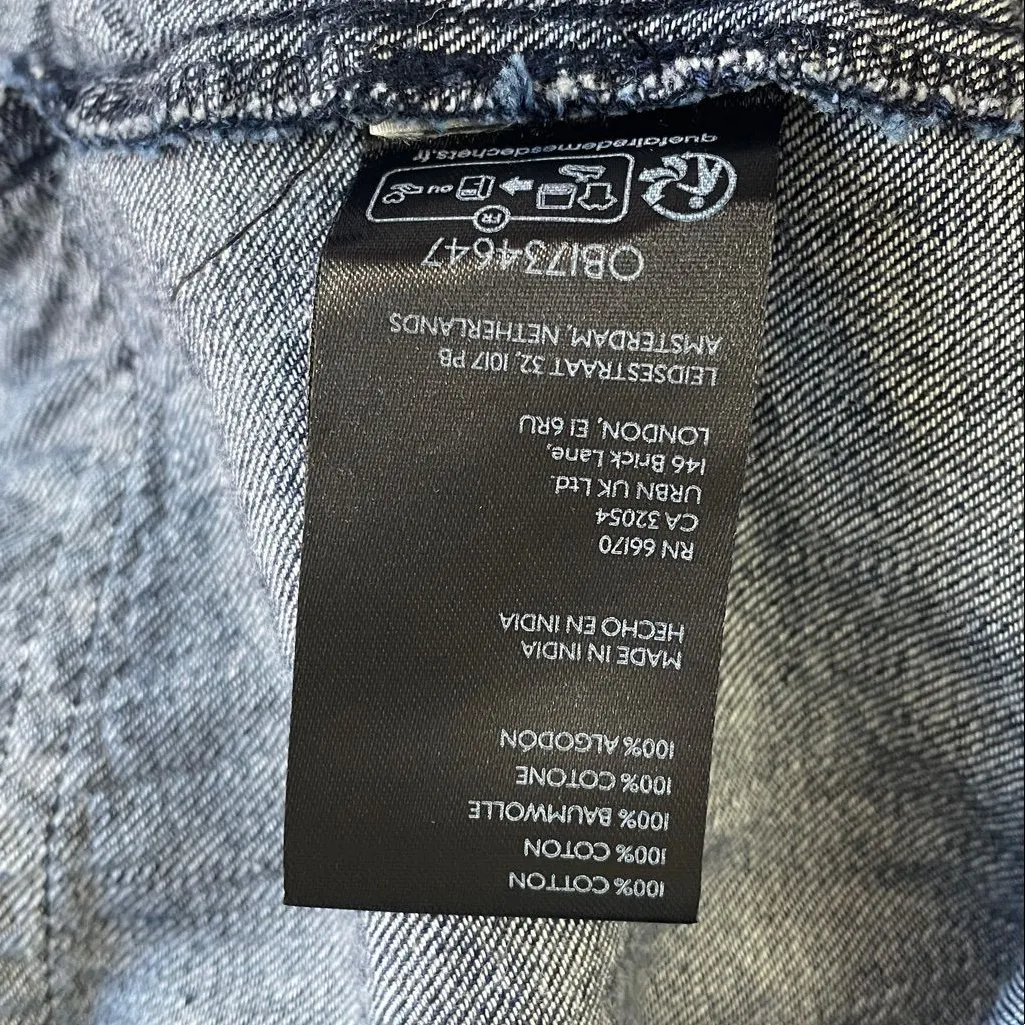 100% COTTON
100% COTON
100% BAUMWOLLE
100% COTONE
100% ALGODÓN
MADE IN INDIA
HECHO EN INDIA
RN 66170
CA 32054
URBN UK Ltd.
146 Brick Lane,
LONDON, E1 6RU
LEIDSESTRAAT 32, 1017 PB
AMSTERDAM, NETHERLANDS
OB1734647
FR
ou
quefairedemesdechets.fr